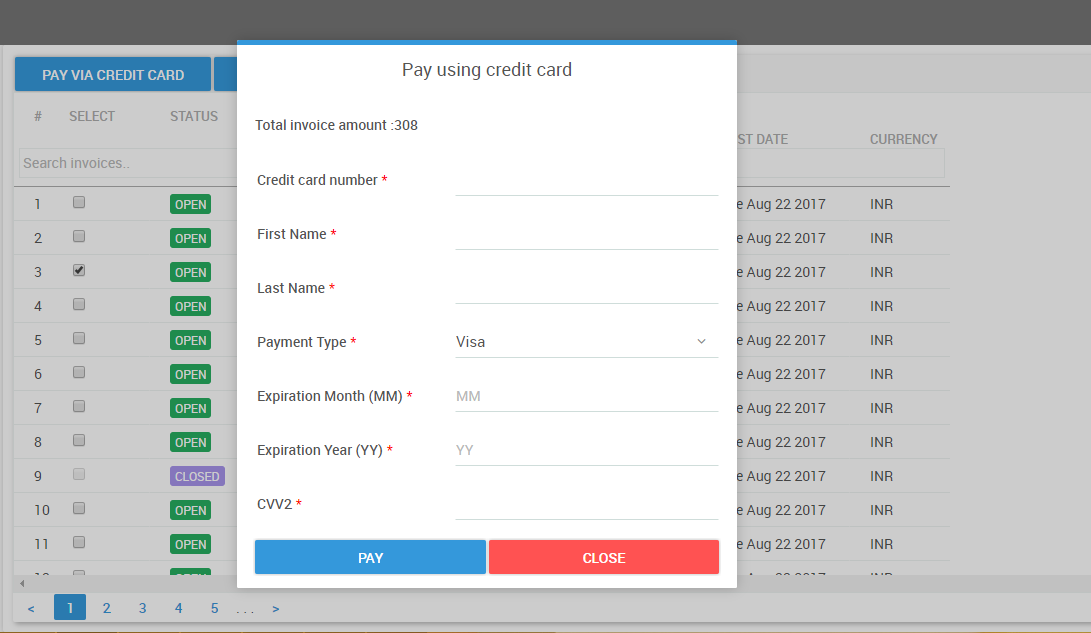 Pay using credit card
PAY VIA CREDIT CARD
# SELECT STATUS
Total invoice amount :308
ST DATE CURRENCY
Search invoices..
Credit card number *
1 OPEN e Aug 22 2017 INR
First Name *
2 OPEN e Aug 22 2017 INR
3 OPEN e Aug 22 2017 INR
Last Name *
4 OPEN e Aug 22 2017 INR
5 OPEN Payment Type * Visa e Aug 22 2017 INR
6 OPEN e Aug 22 2017 INR
Expiration Month (MM) * MM
7 OPEN e Aug 22 2017 INR
8 OPEN e Aug 22 2017 INR
Expiration Year (YY) * YY
9 CLOSED e Aug 22 2017 INR
10 OPEN CVV2 * e Aug 22 2017 INR
11 OPEN e Aug 22 2017 INR
PAY CLOSE
< 1 2 3 4 5 ... >